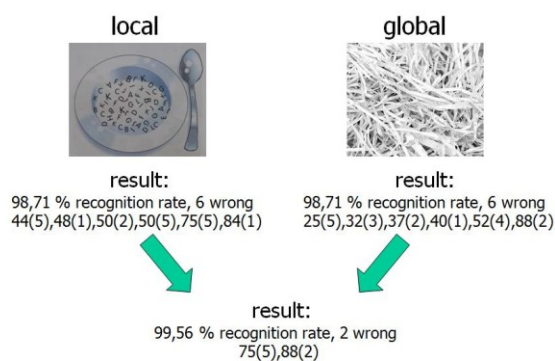 local
global
result:
98,71 % recognition rate, 6 wrong
44(5),48(1),50(2),50(5),75(5),84(1)
result:
98,71 % recognition rate, 6 wrong
25(5),32(3),37(2),40(1),52(4),88(2)
result:
99,56 % recognition rate, 2 wrong
75(5),88(2)